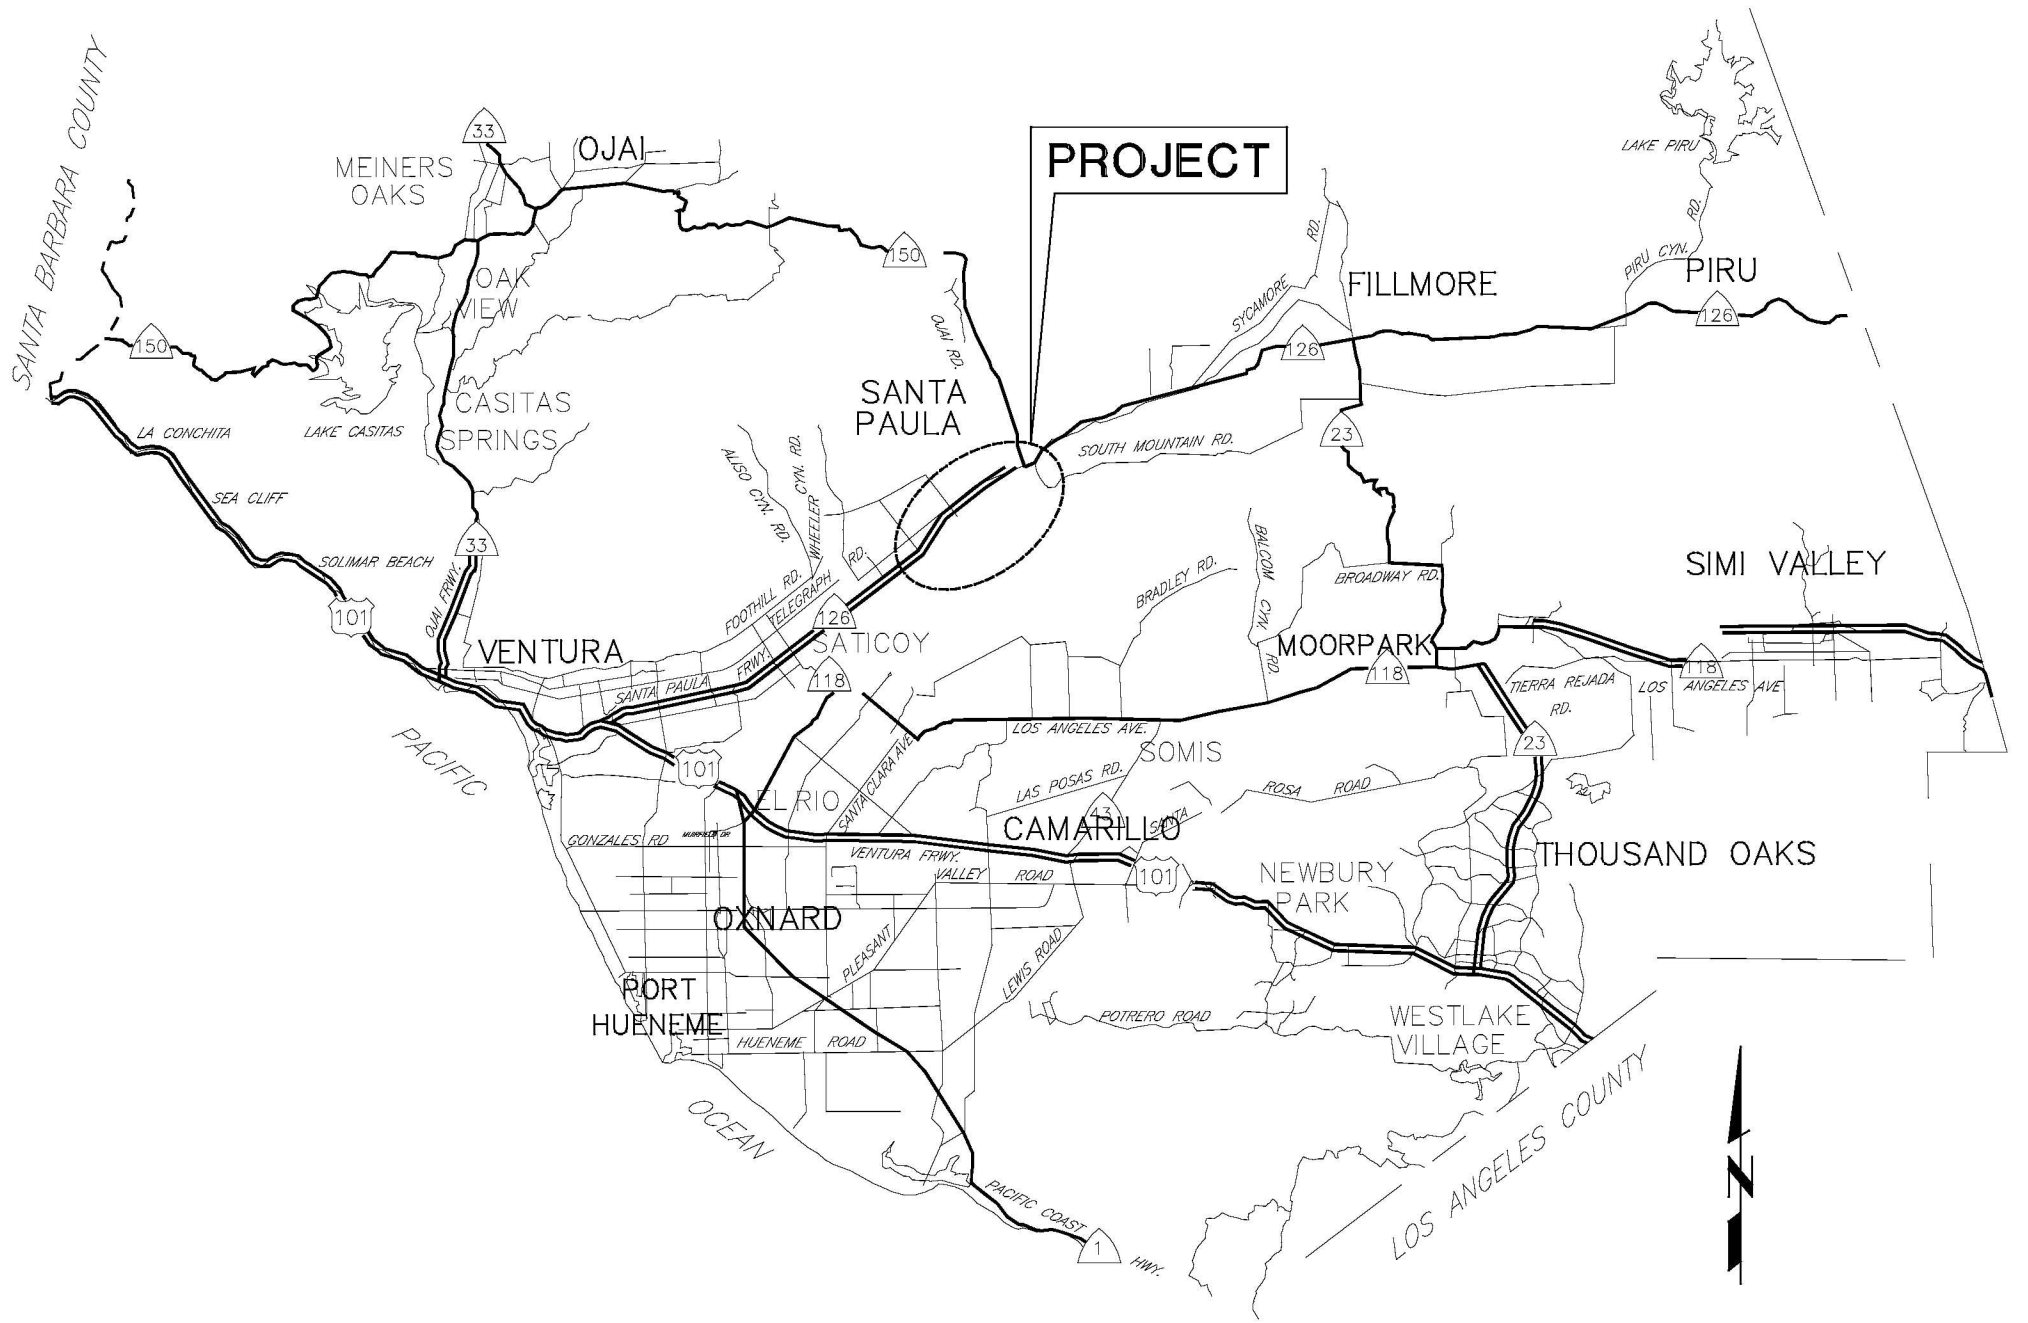 SANTA BARBARA COUNTY
33
MEINERS
OAKS
OJAI
PROJECT
LAKE PIRU
RD.
PIRU CYN.
PIRU
126
150
OJAI RD.
SYCAMORE
RD.
FILLMORE
126
OAK
VIEW
150
CASITAS
SPRINGS
LAKE CASITAS
LA CONCHITA
SEA CLIFF
SOLIMAR BEACH
101
33
OJAI FRWY.
SANTA
PAULA
SOUTH MOUNTAIN RD.
23
ALISO CYN. RD.
WHEELER CYN. RD.
FOOTHILL RD.
TELEGRAPH
RD.
126
SATICOY
118
VENTURA
SANTA PAULA
FRWY.
BRADLEY RD.
BALCOM
CYN.
RD.
BROADWAY RD.
SIMI VALLEY
MOORPARK
118
118
TIERRA REJADA
RD.
LOS ANGELES AVE
23
LOS ANGELES AVE.
SOMIS
PACIFIC
101
EL RIO
SANTA CLARA AVE
LAS POSAS RD.
43
SANTA
ROSA ROAD
CAMARILLO
GONZALES RD
MUIRFIELD DR
VENTURA FRWY.
VALLEY ROAD
101
NEWBURY
PARK
THOUSAND OAKS
OXNARD
PLEASANT
LEWIS ROAD
PORT
HUENEME
HUENEME ROAD
POTRERO ROAD
WESTLAKE
VILLAGE
OCEAN
LOS ANGELES COUNTY
PACIFIC COAST
1
HWY.
N